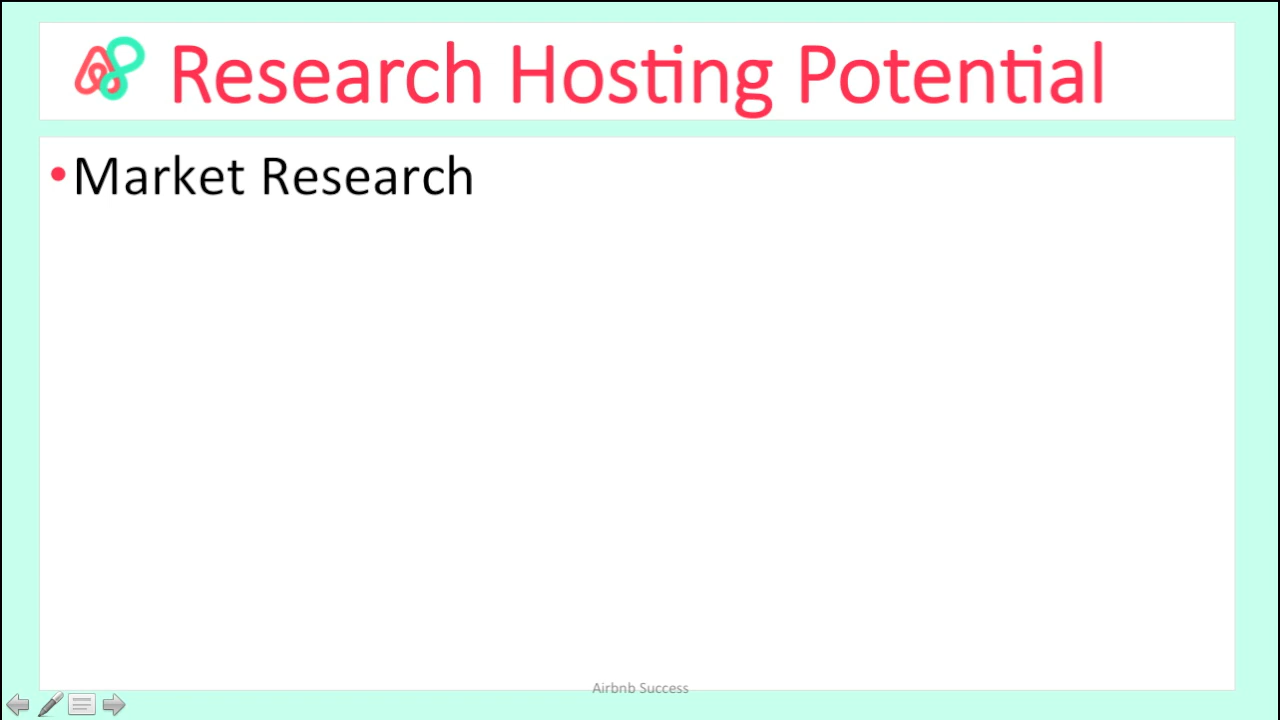 Research Hosting Potential
•Market Research
Airbnb Success